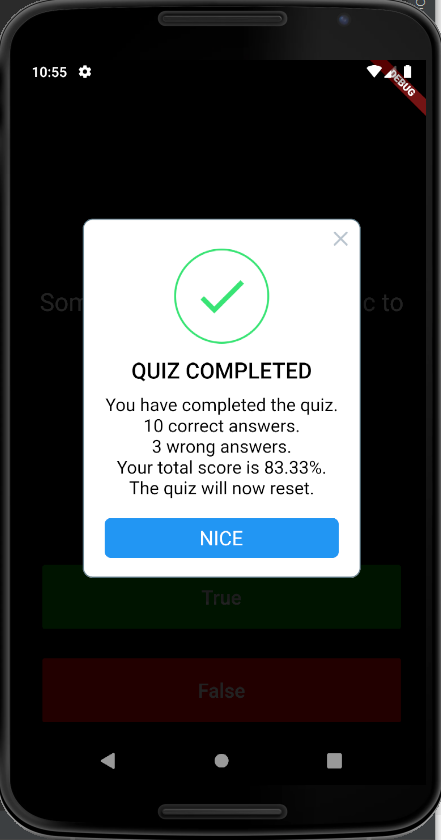 10:55
DEBUG
Som
c to
QUIZ COMPLETED
You have completed the quiz.
10 correct answers.
3 wrong answers.
Your total score is 83.33%.
The quiz will now reset.
NICE
True
False